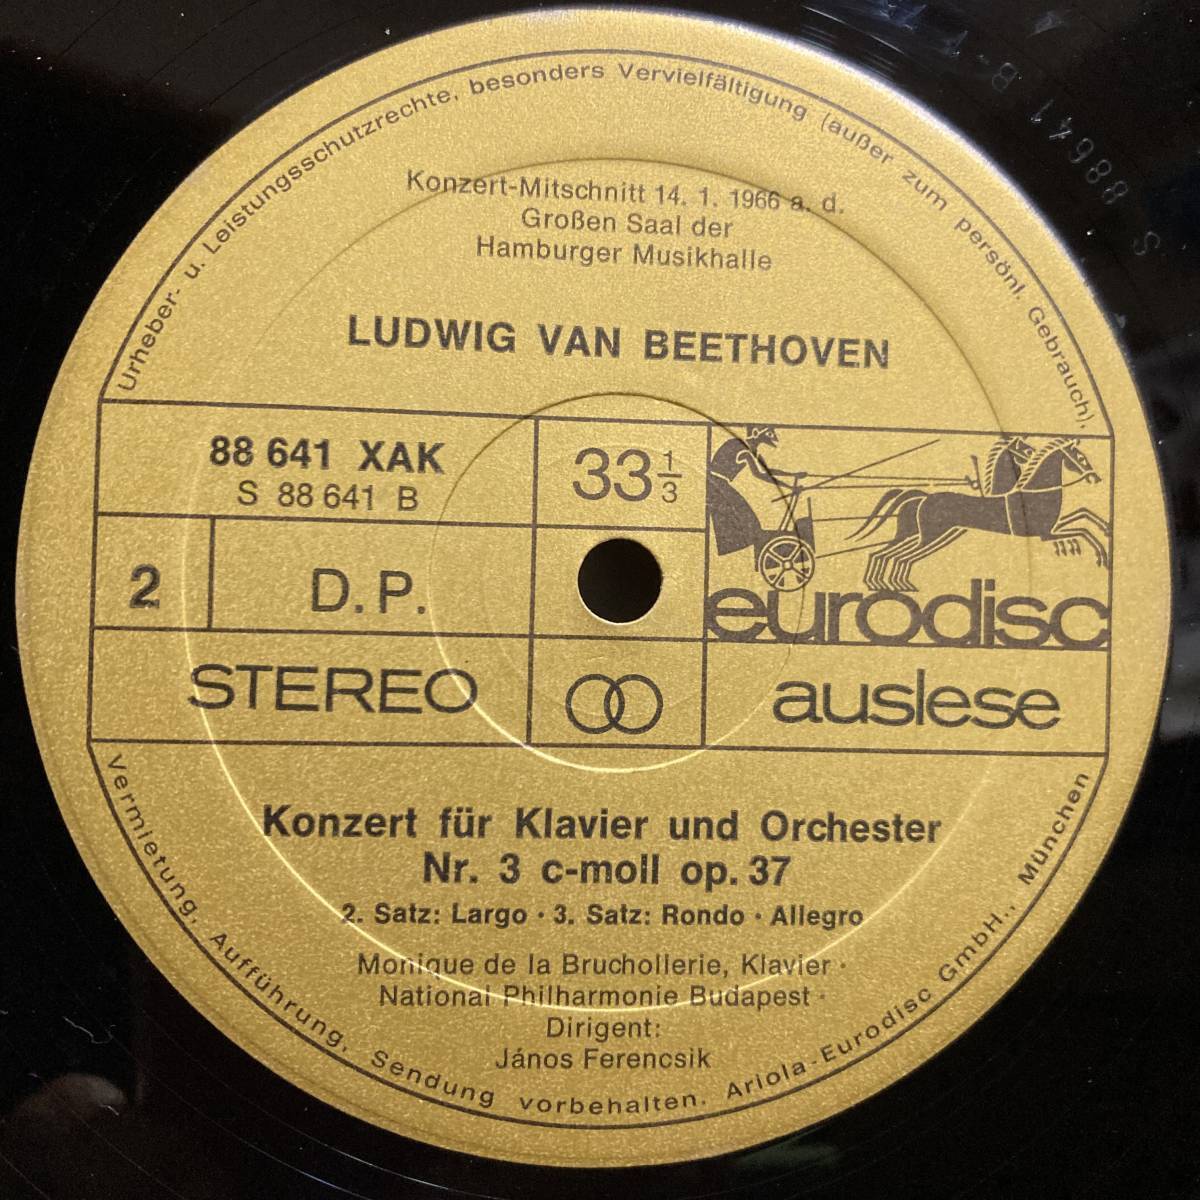 Urheber- u. Leistungsschutzrechte, besonders Vervielfältigung (außer zum persönl. Gebrauch),
Konzert-Mitschnitt 14. 1. 1966 a. d.
Großen Saal der
Hamburger Musikhalle
LUDWIG VAN BEETHOVEN
88 641 XAK
S 88 641 B
33 1/3
2
D.P.
eurodisc
STEREO
auslese
Konzert für Klavier und Orchester
Nr. 3 c-moll op. 37
2. Satz: Largo · 3. Satz: Rondo · Allegro
Monique de la Bruchollerie, Klavier ·
National Philharmonie Budapest ·
Dirigent:
János Ferencsik
Vermietung, Aufführung, Sendung vorbehalten. Ariola-Eurodisc GmbH., München
S 88641 - B